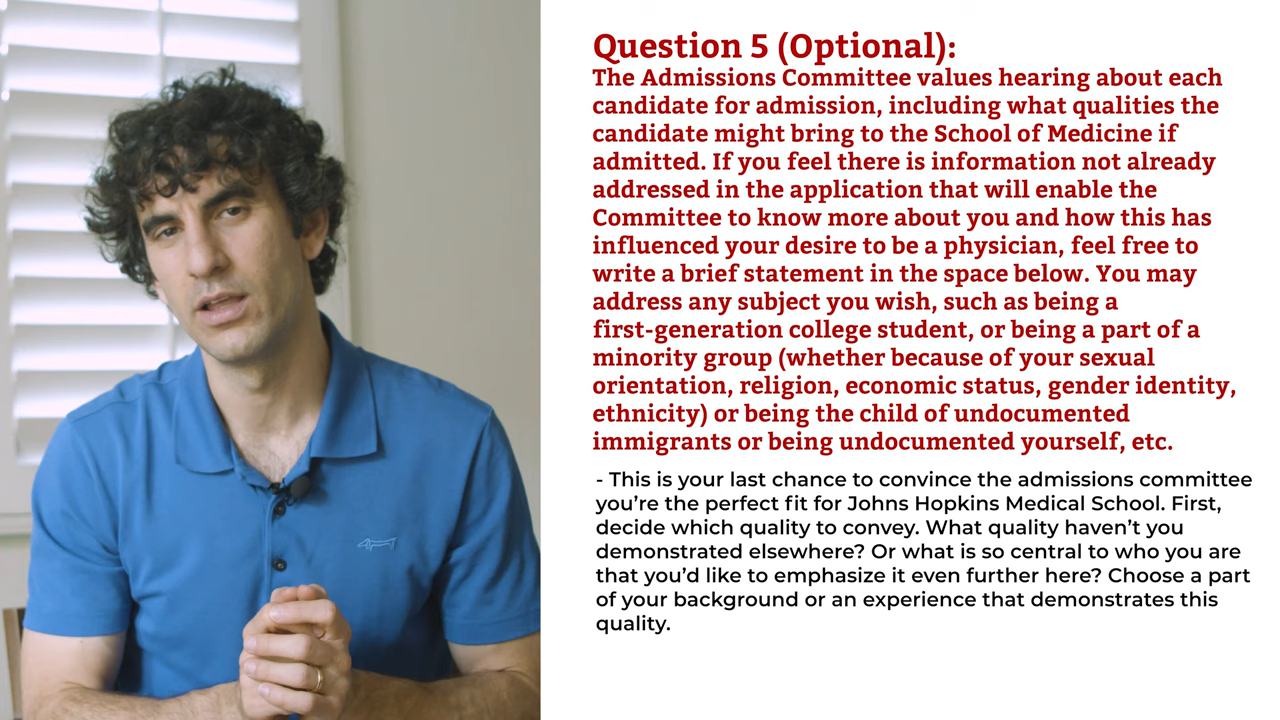 Question 5 (Optional):
The Admissions Committee values hearing about each
candidate for admission, including what qualities the
candidate might bring to the School of Medicine if
admitted. If you feel there is information not already
addressed in the application that will enable the
Committee to know more about you and how this has
influenced your desire to be a physician, feel free to
write a brief statement in the space below. You may
address any subject you wish, such as being a
first-generation college student, or being a part of a
minority group (whether because of your sexual
orientation, religion, economic status, gender identity,
ethnicity) or being the child of undocumented
immigrants or being undocumented yourself, etc.
- This is your last chance to convince the admissions committee
you’re the perfect fit for Johns Hopkins Medical School. First,
decide which quality to convey. What quality haven’t you
demonstrated elsewhere? Or what is so central to who you are
that you’d like to emphasize it even further here? Choose a part
of your background or an experience that demonstrates this
quality.